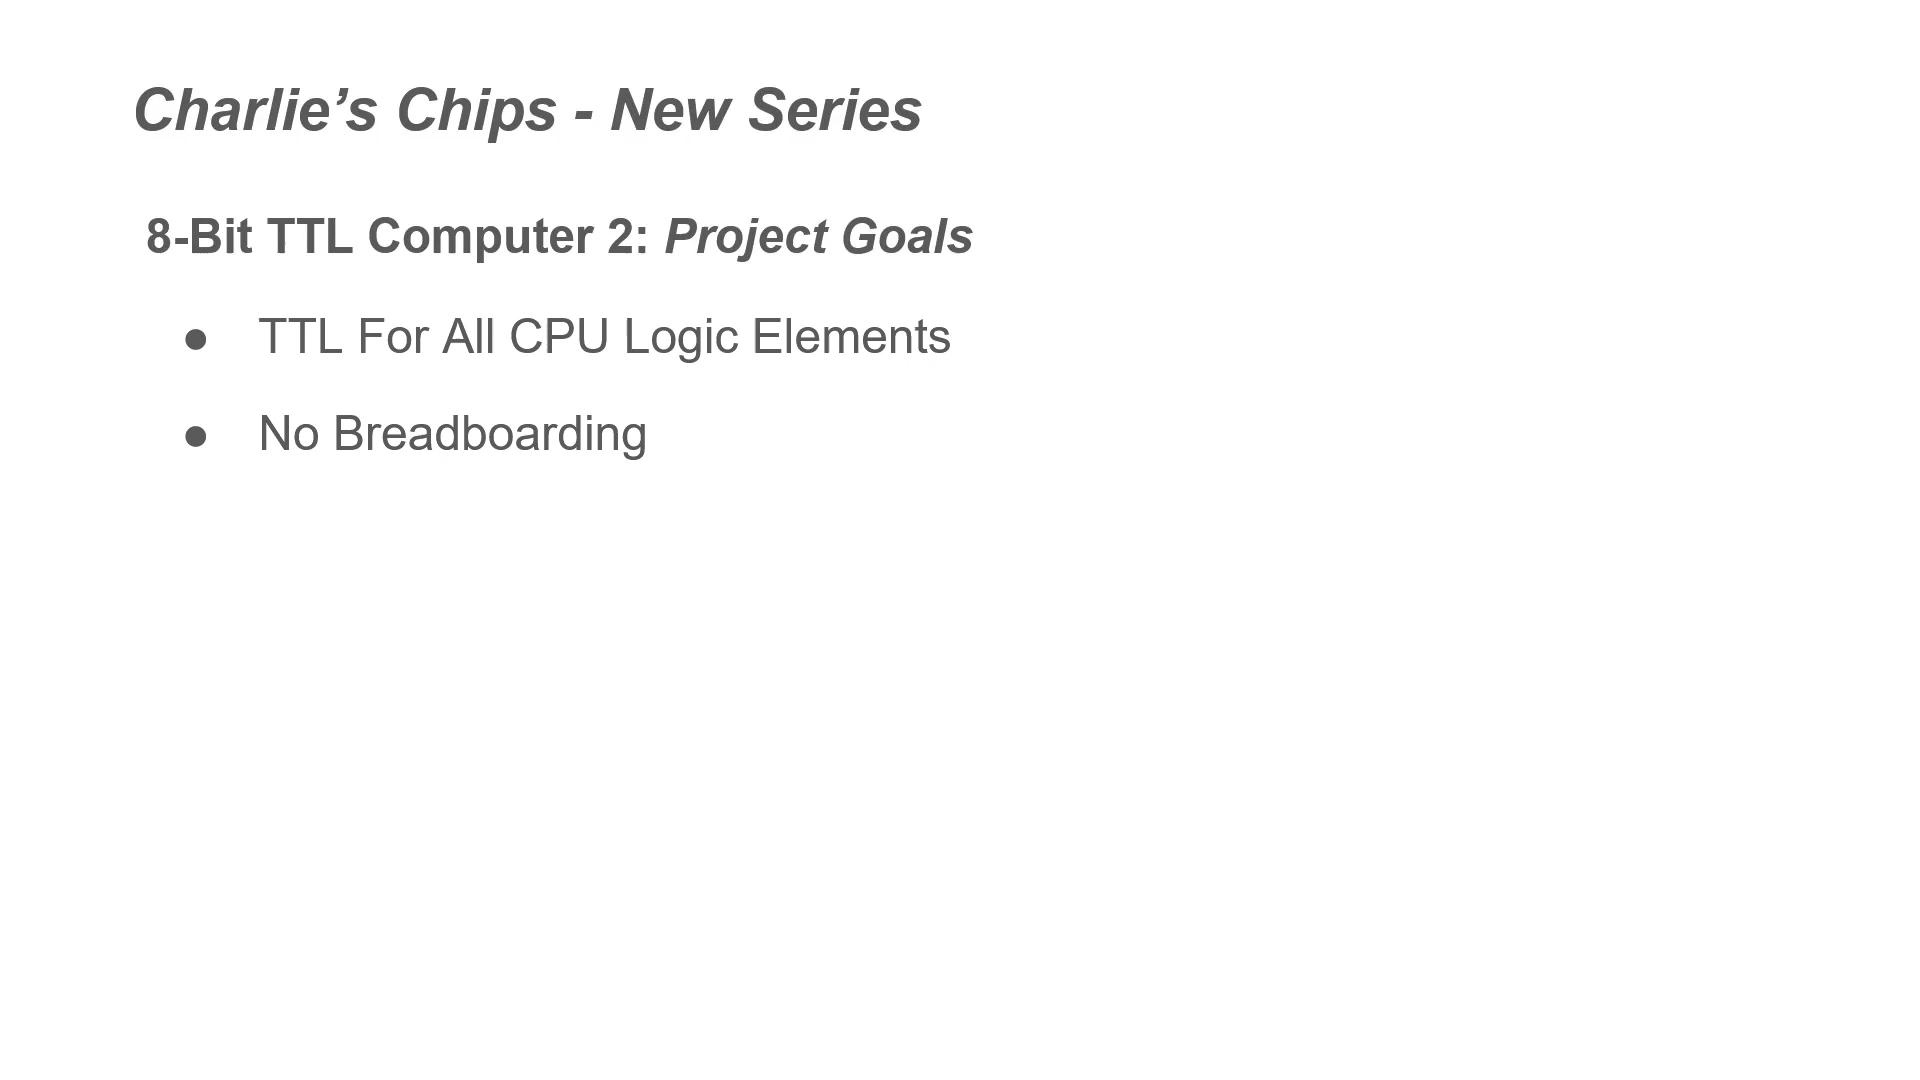 Charlie’s Chips - New Series
8-Bit TTL Computer 2: Project Goals
● TTL For All CPU Logic Elements
● No Breadboarding